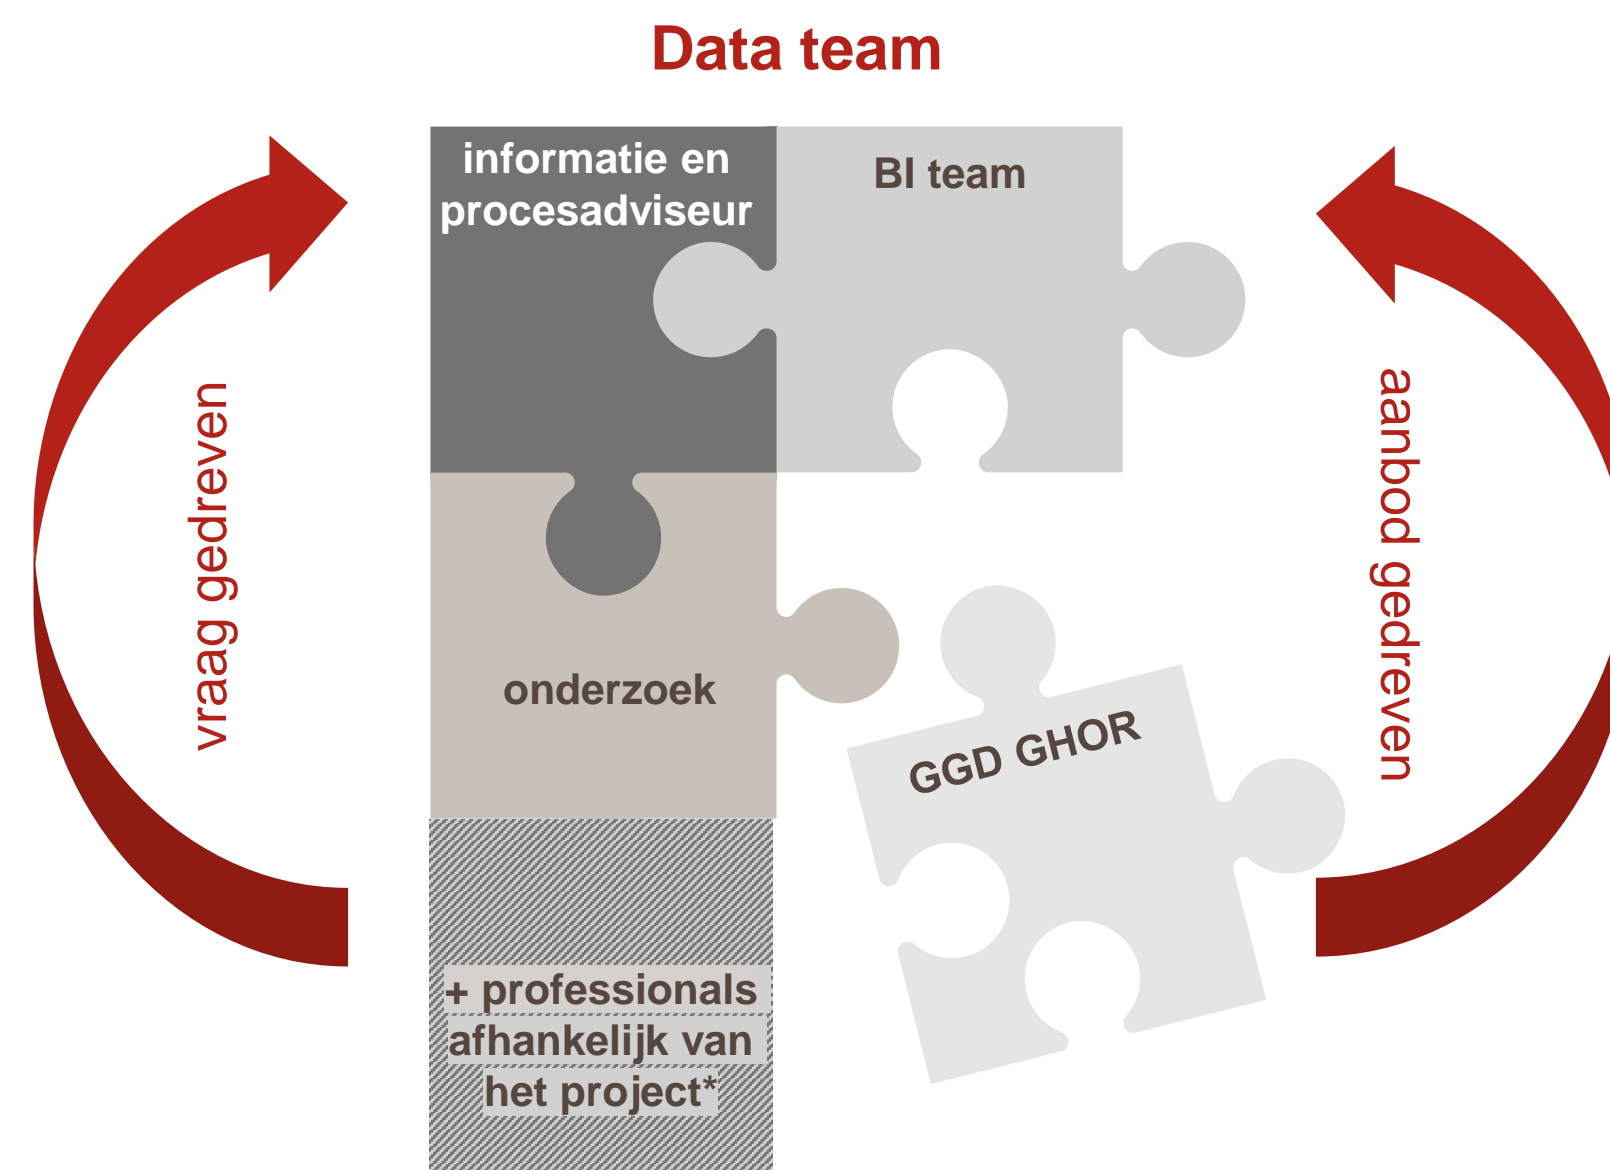 Data team
informatie en
procesadviseur
BI team
vraag gedreven
aanbod gedreven
onderzoek
GGD GHOR
+ professionals
afhankelijk van
het project*